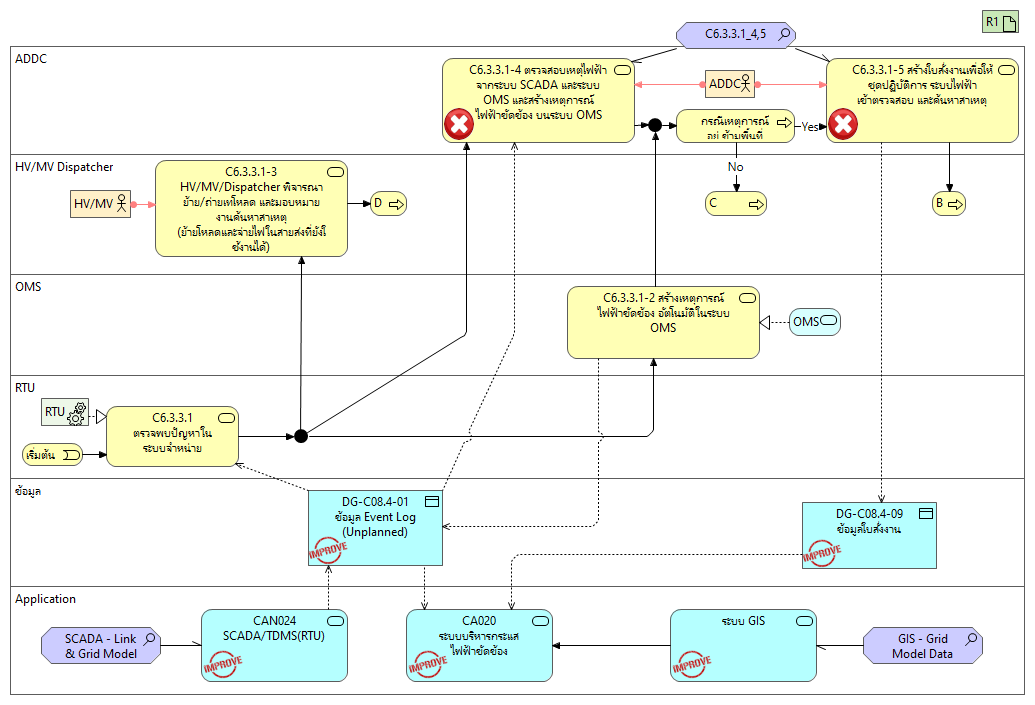 R1
C6.3.3.1_4,5
ADDC
C6.3.3.1-4 ตรวจสอบเหตุไฟฟ้า
จากระบบ SCADA และระบบ
OMS และสร้างเหตุการณ์
ไฟฟ้าขัดข้อง บนระบบ OMS
ADDC
C6.3.3.1-5 สร้างใบสั่งงานเพื่อให้
ชุดปฏิบัติการ ระบบไฟฟ้า
เข้าตรวจสอบ และค้นหาสาเหตุ
กรณีเหตุการณ์
อยู่ ข้ามพื้นที่
Yes
No
HV/MV Dispatcher
C6.3.3.1-3
HV/MV/Dispatcher พิจารณา
ย้าย/ถ่ายเทโหลด และมอบหมาย
งานค้นหาสาเหตุ
(ย้ายโหลดและจ่ายไฟในสายส่งที่ยังใ
ช้งานได้)
HV/MV
D
C
B
OMS
C6.3.3.1-2 สร้างเหตุการณ์
ไฟฟ้าขัดข้อง อัตโนมัติในระบบ
OMS
OMS
RTU
RTU
C6.3.3.1
ตรวจพบปัญหาใน
ระบบจำหน่าย
เริ่มต้น
ข้อมูล
DG-C08.4-01
ข้อมูล Event Log
(Unplanned)
IMPROVE
DG-C08.4-09
ข้อมูลใบสั่งงาน
IMPROVE
Application
SCADA - Link
& Grid Model
CAN024
SCADA/TDMS(RTU)
IMPROVE
CA020
ระบบบริหารกระแส
ไฟฟ้าขัดข้อง
IMPROVE
ระบบ GIS
IMPROVE
GIS - Grid
Model Data